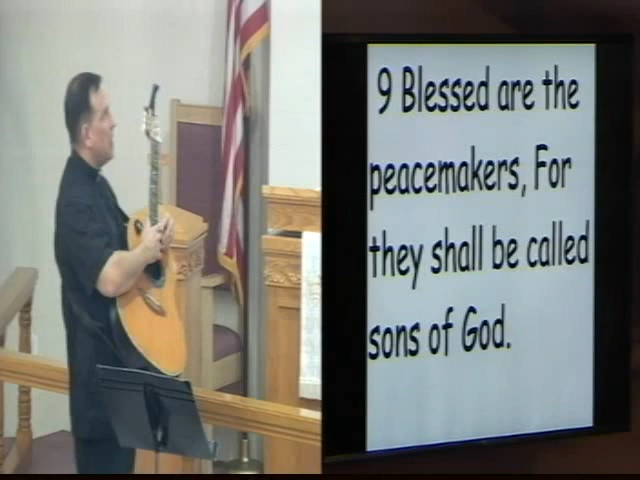 9 Blessed are the
peacemakers, For
they shall be called
sons of God.